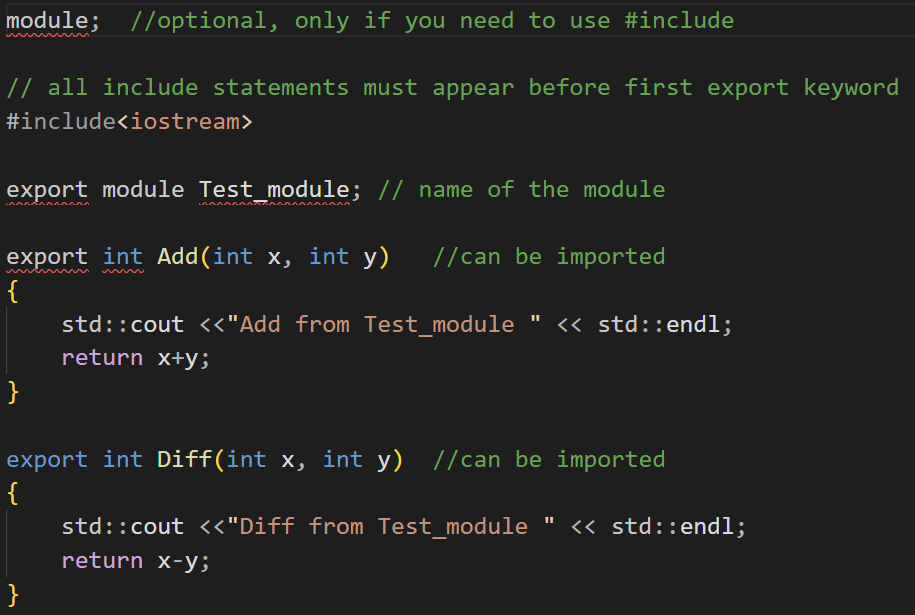 module;  //optional, only if you need to use #include
// all include statements must appear before first export keyword
#include<iostream>
export module Test_module; // name of the module
export int Add(int x, int y)   //can be imported
{
    std::cout <<"Add from Test_module " << std::endl;
    return x+y;
}
export int Diff(int x, int y)  //can be imported
{
    std::cout <<"Diff from Test_module " << std::endl;
    return x-y;
}